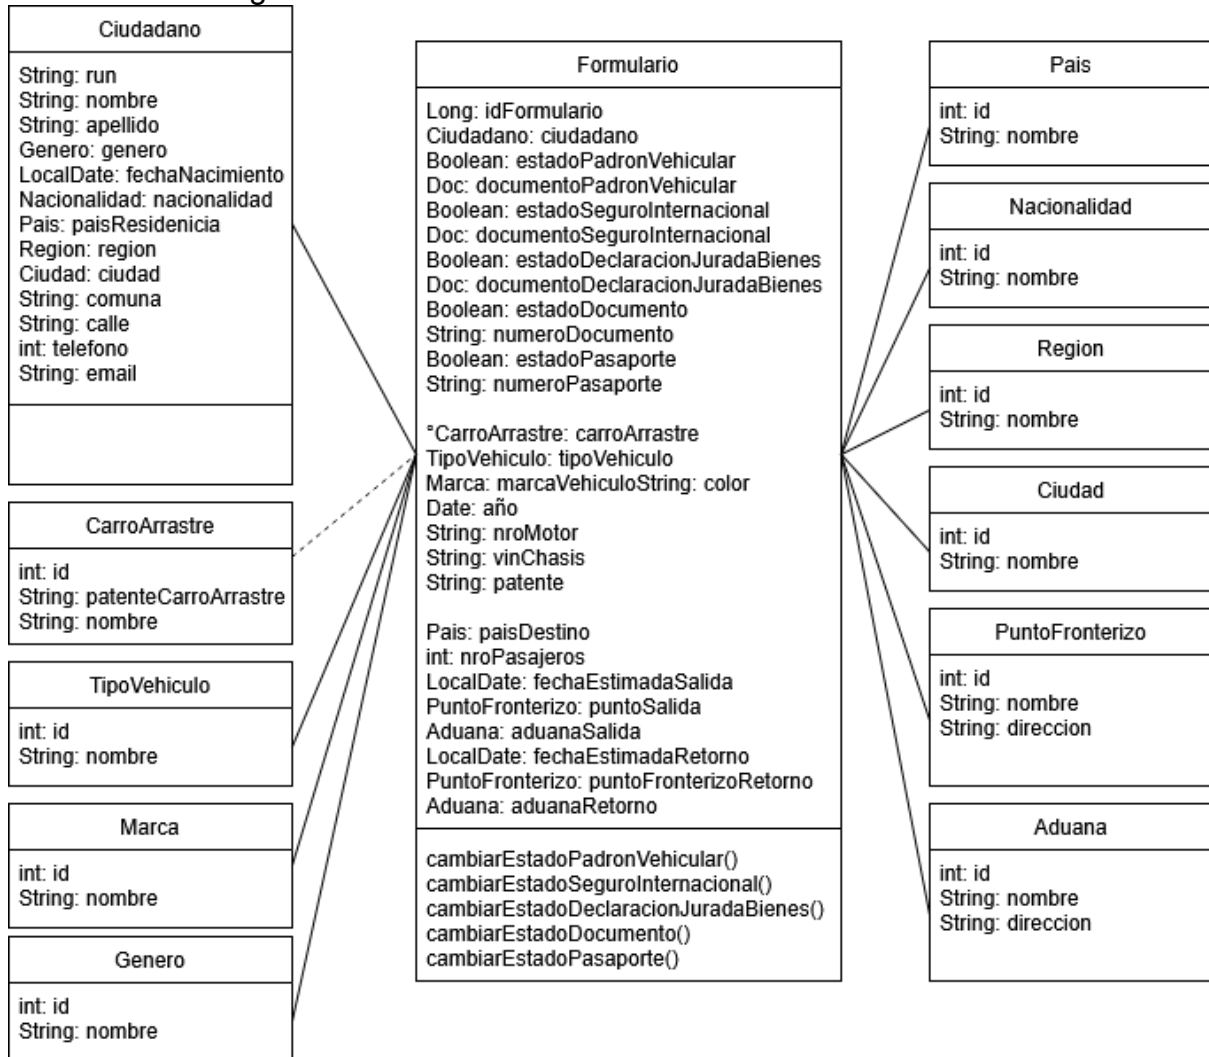 Ciudadano
String: run
String: nombre
String: apellido
Genero: genero
LocalDate: fechaNacimiento
Nacionalidad: nacionalidad
Pais: paisResidenicia
Region: region
Ciudad: ciudad
String: comuna
String: calle
int: telefono
String: email
CarroArrastre
int: id
String: patenteCarroArrastre
String: nombre
TipoVehiculo
int: id
String: nombre
Marca
int: id
String: nombre
Genero
int: id
String: nombre
Formulario
Long: idFormulario
Ciudadano: ciudadano
Boolean: estadoPadronVehicular
Doc: documentoPadronVehicular
Boolean: estadoSeguroInternacional
Doc: documentoSeguroInternacional
Boolean: estadoDeclaracionJuradaBienes
Doc: documentoDeclaracionJuradaBienes
Boolean: estadoDocumento
String: numeroDocumento
Boolean: estadoPasaporte
String: numeroPasaporte
°CarroArrastre: carroArrastre
TipoVehiculo: tipoVehiculo
Marca: marcaVehiculoString: color
Date: año
String: nroMotor
String: vinChasis
String: patente
Pais: paisDestino
int: nroPasajeros
LocalDate: fechaEstimadaSalida
PuntoFronterizo: puntoSalida
Aduana: aduanaSalida
LocalDate: fechaEstimadaRetorno
PuntoFronterizo: puntoFronterizoRetorno
Aduana: aduanaRetorno
cambiarEstadoPadronVehicular()
cambiarEstadoSeguroInternacional()
cambiarEstadoDeclaracionJuradaBienes()
cambiarEstadoDocumento()
cambiarEstadoPasaporte()
Pais
int: id
String: nombre
Nacionalidad
int: id
String: nombre
Region
int: id
String: nombre
Ciudad
int: id
String: nombre
PuntoFronterizo
int: id
String: nombre
String: direccion
Aduana
int: id
String: nombre
String: direccion